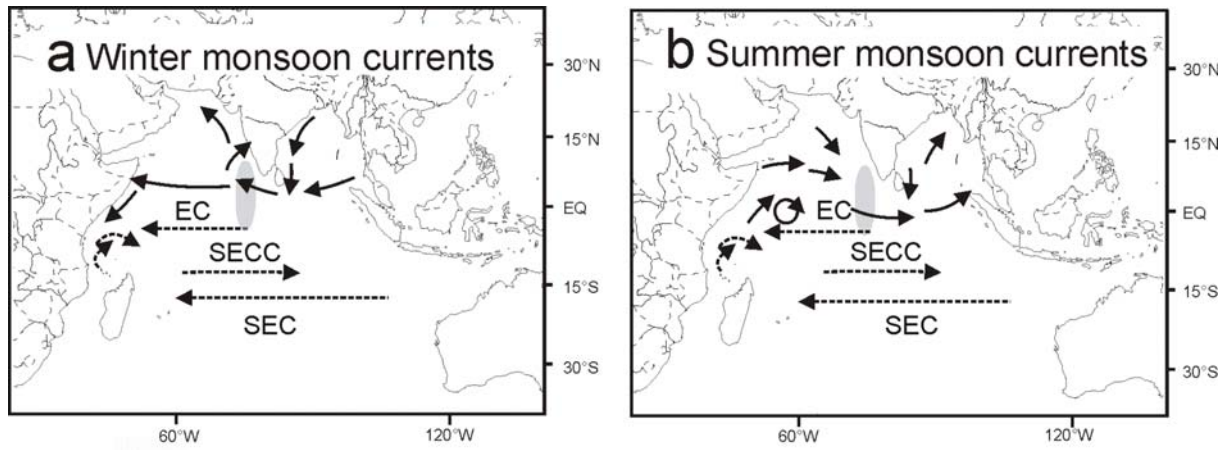 a Winter monsoon currents
30°N
15°N
EQ
15°S
30°S
EC
SECC
SEC
60°W
120°W
b Summer monsoon currents
30°N
15°N
EQ
15°S
30°S
EC
SECC
SEC
60°W
120°W